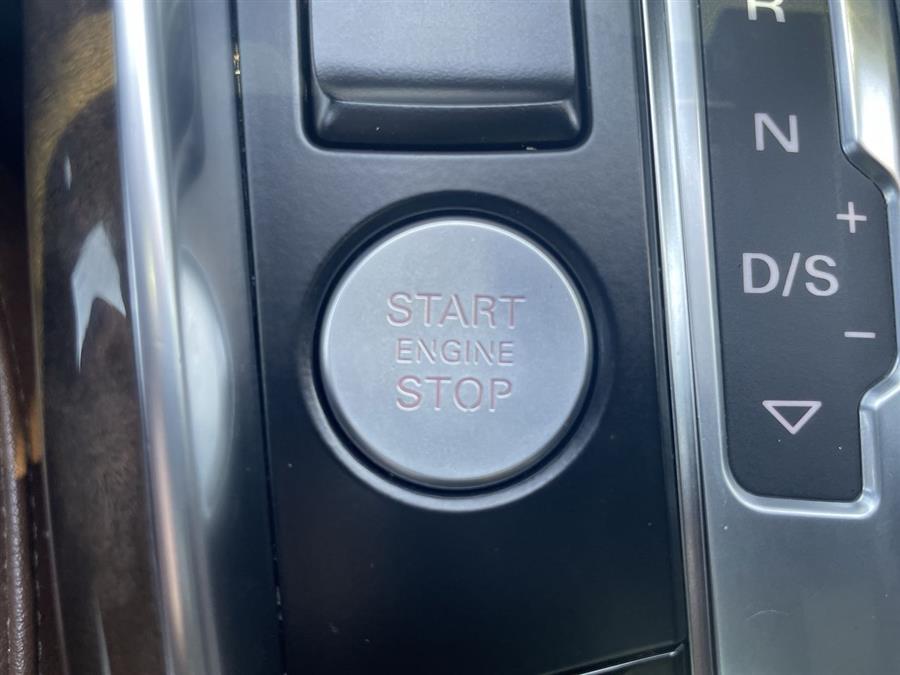 START
ENGINE
STOP
R
N
+
D/S
−